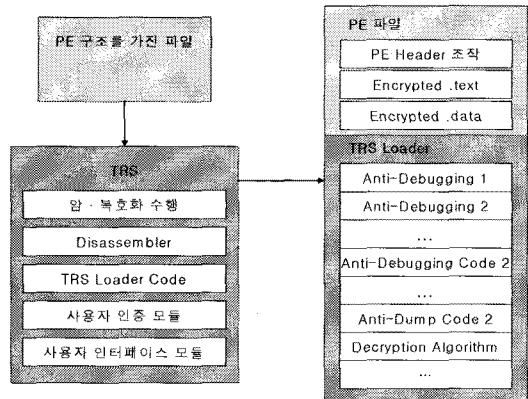 PE 구조를 가진 파일
TRS
암·복호화 수행
Disassembler
TRS Loader Code
사용자 인증 모듈
사용자 인터페이스 모듈
PE 파일
PE Header 조작
Encrypted .text
Encrypted .data
TRS Loader
Anti-Debugging 1
Anti-Debugging 2
...
Anti-Debugging Code 2
...
Anti-Dump Code 2
Decryption Algorithm
...